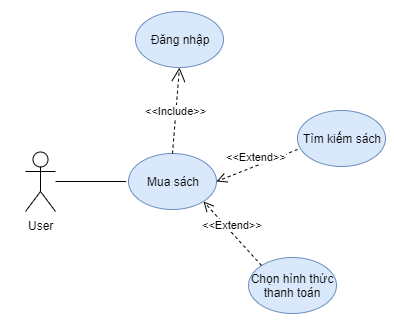 Đăng nhập
<<Include>>
Tìm kiếm sách
<<Extend>>
Mua sách
User
<<Extend>>
Chọn hình thức
thanh toán